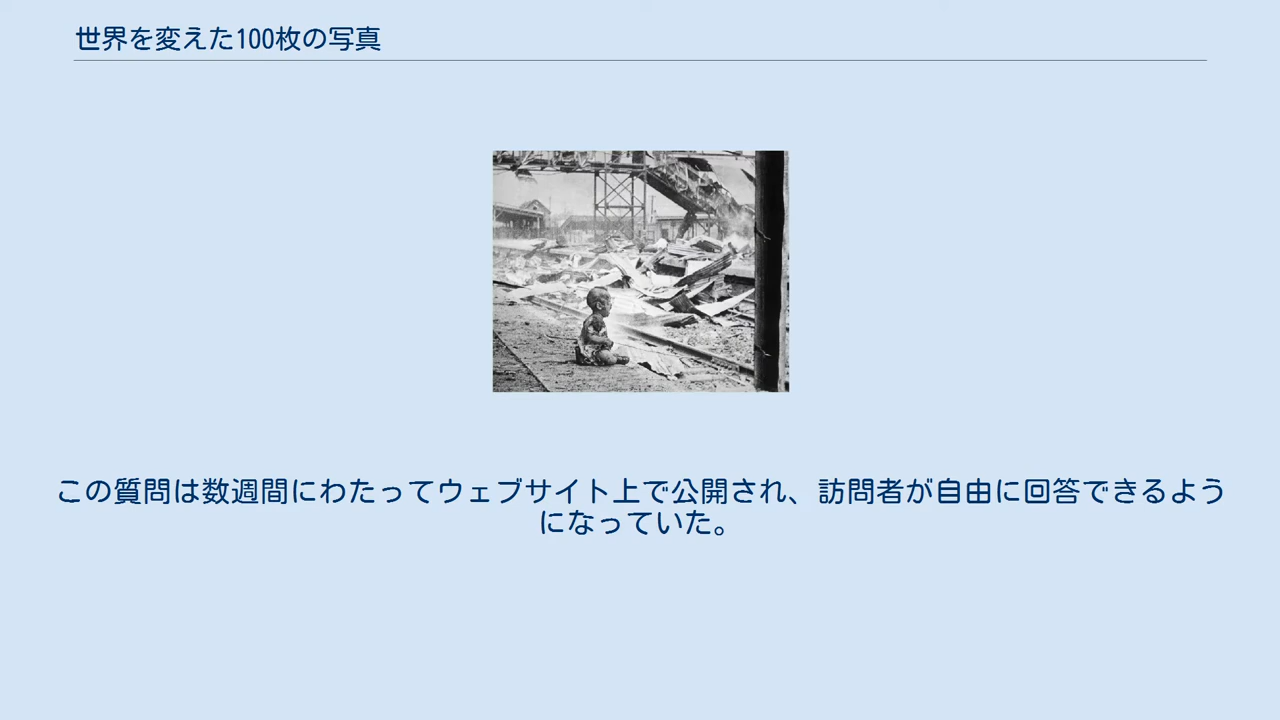 世界を変えた100枚の写真
この質問は数週間にわたってウェブサイト上で公開され、訪問者が自由に回答できるよう
になっていた。